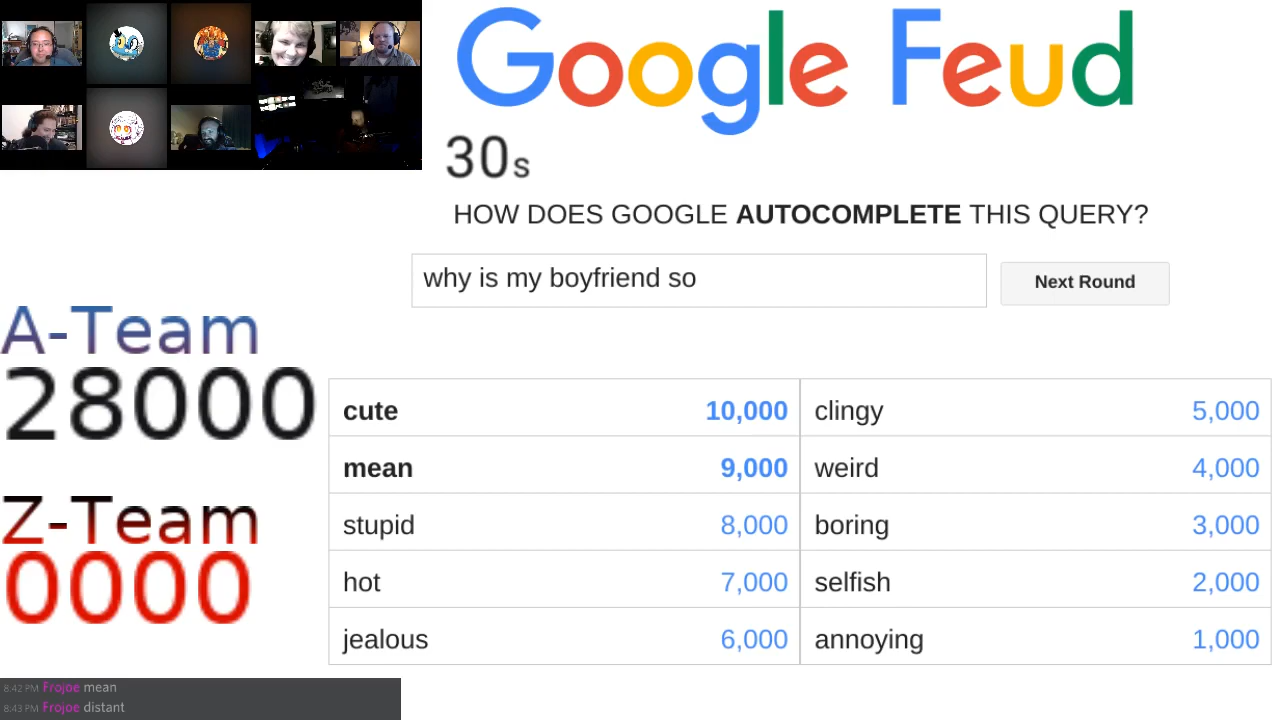 Google Feud
30s
HOW DOES GOOGLE AUTOCOMPLETE THIS QUERY?
why is my boyfriend so
Next Round
A-Team
28000
Z-Team
0000
cute 10,000
mean 9,000
stupid 8,000
hot 7,000
jealous 6,000
clingy 5,000
weird 4,000
boring 3,000
selfish 2,000
annoying 1,000
8:42 PM Frojoe mean
8:43 PM Frojoe distant